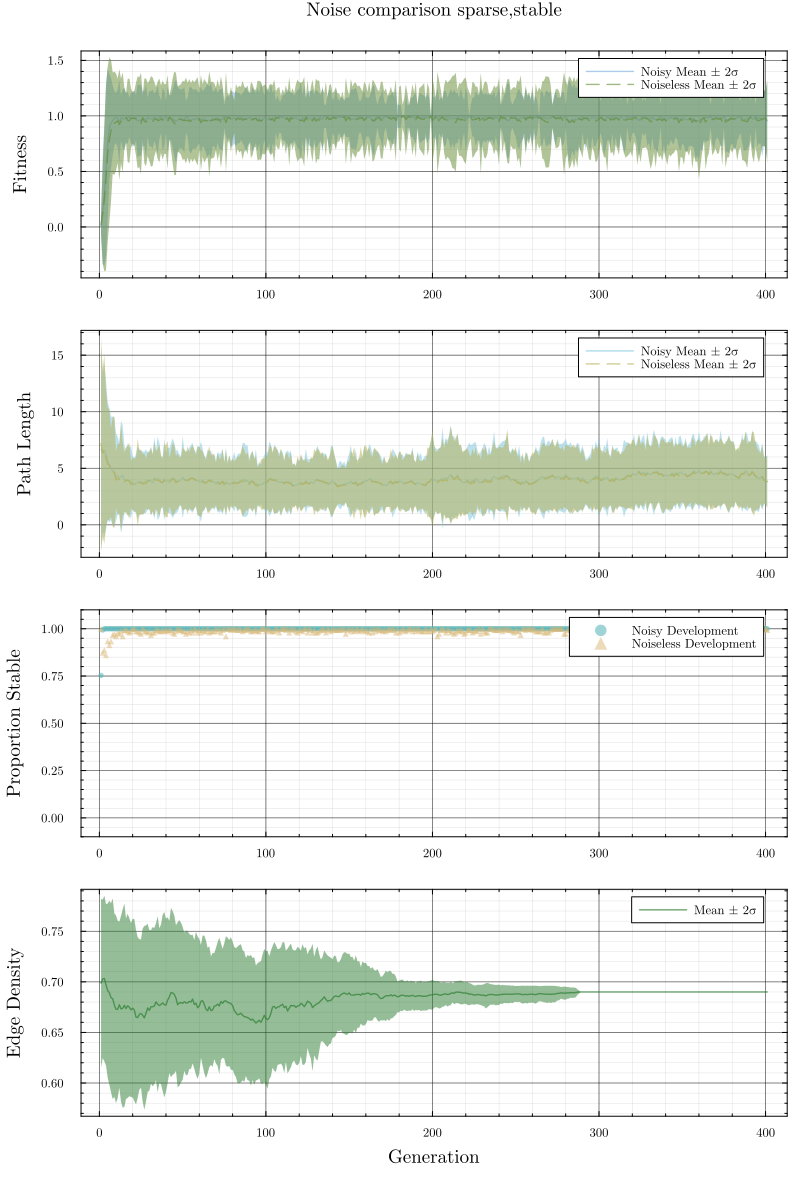 Noise comparison sparse,stable
Fitness
1.5
1.0
0.5
0.0
Noisy Mean ± 2σ
Noiseless Mean ± 2σ
0 100 200 300 400
Path Length
15
10
5
0
Noisy Mean ± 2σ
Noiseless Mean ± 2σ
0 100 200 300 400
Proportion Stable
1.00
0.75
0.50
0.25
0.00
Noisy Development
Noiseless Development
0 100 200 300 400
Edge Density
0.75
0.70
0.65
0.60
Mean ± 2σ
0 100 200 300 400
Generation